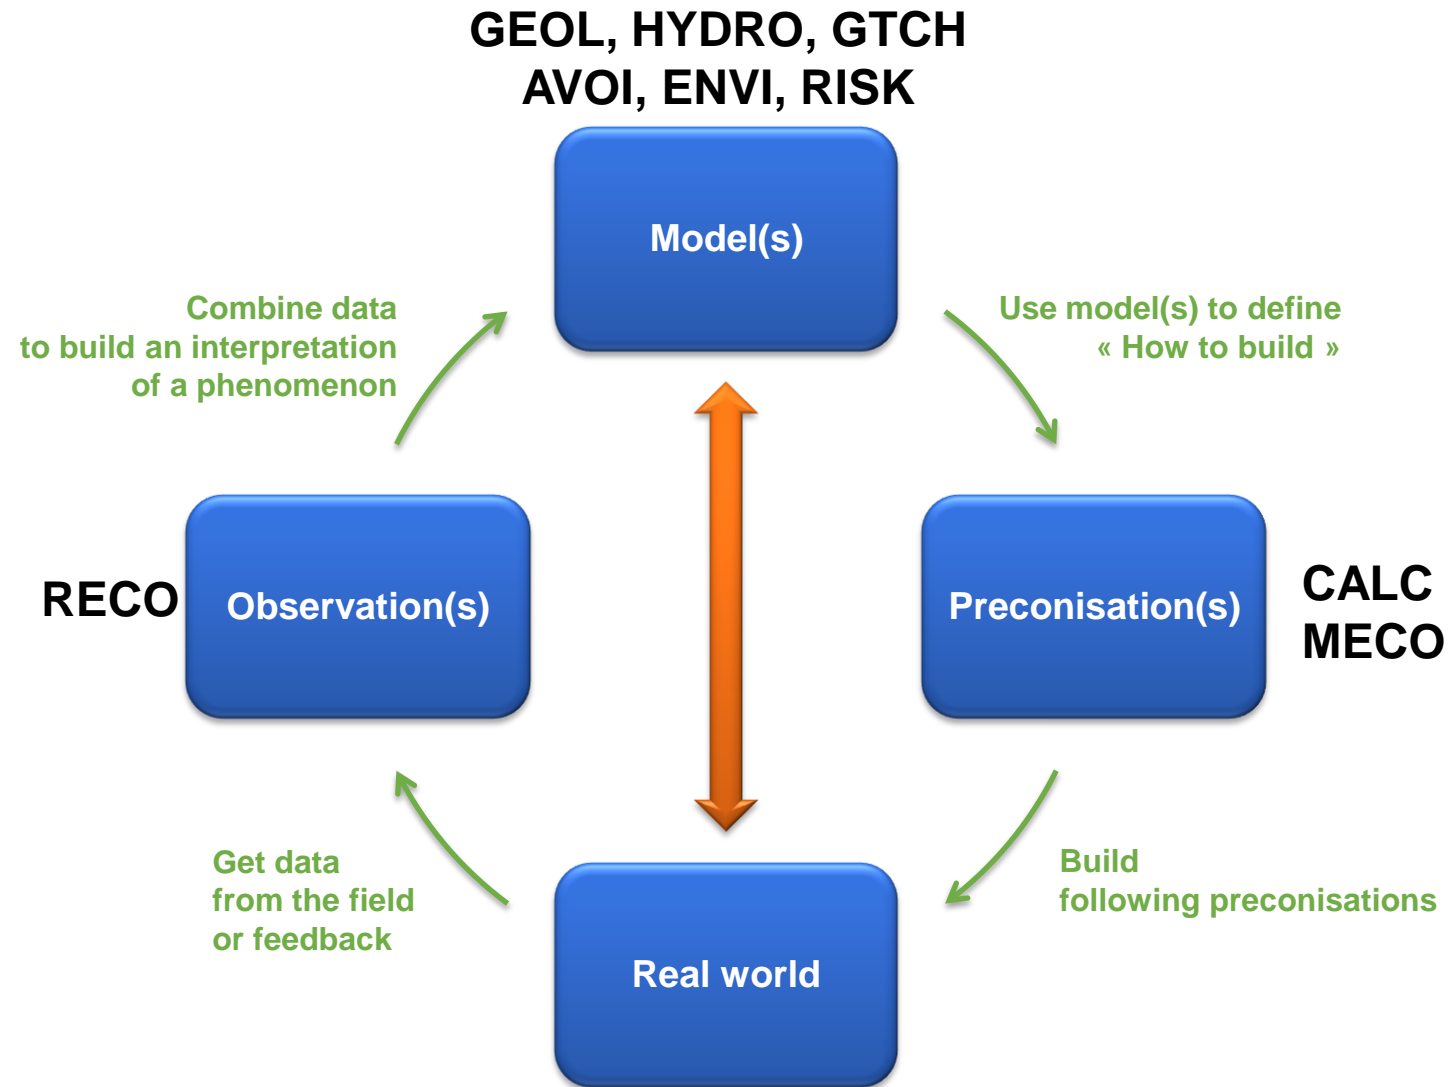 GEOL, HYDRO, GTCH
AVOI, ENVI, RISK
Model(s)
Combine data
to build an interpretation
of a phenomenon
Use model(s) to define
« How to build »
RECO
Observation(s)
Preconisation(s)
CALC
MECO
Get data
from the field
or feedback
Build
following preconisations
Real world